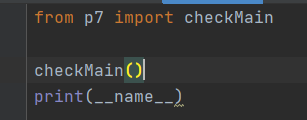 from p7 import checkMain
checkMain()
print(__name__)